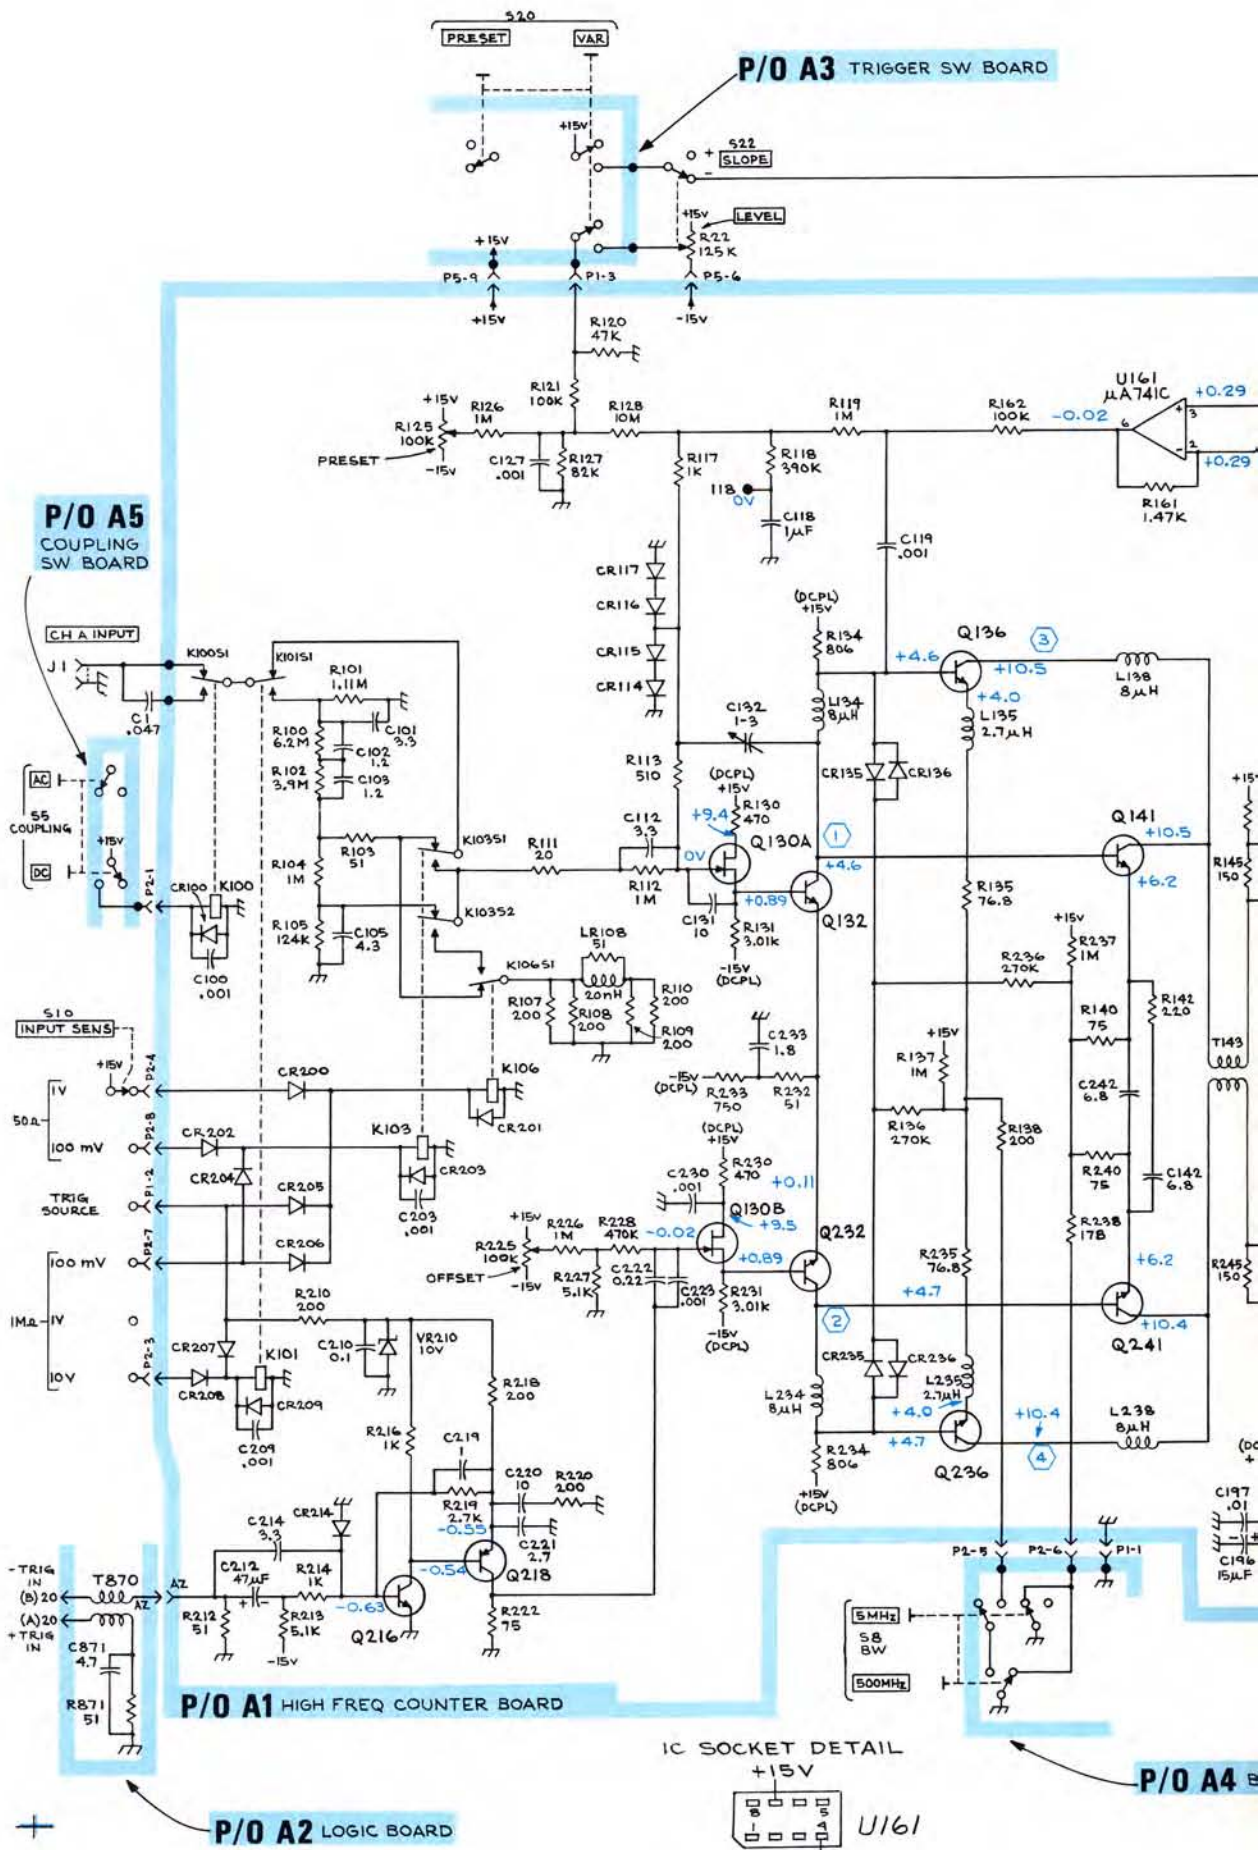 S20
PRESET
VAR
P/O A3 TRIGGER SW BOARD
+15V
+
S22
SLOPE
-
+15V
LEVEL
R22
125K
+15V
P5-9
P1-3
P5-6
+15V
-15V
R120
47K
R121
100K
+15V
R126
1M
R128
10M
R119
1M
R162
100K
U161
µA741C
+0.29
-0.02
6
+
3
-
2
+0.29
R125
100K
PRESET
-15V
C127
.001
R127
82K
R117
1K
R118
390K
118
0V
C118
1µF
R161
1.47K
C119
.001
P/O A5
COUPLING
SW BOARD
CR117
CR116
CR115
CR114
(DCPL)
+15V
R134
806
Q136
3
+4.6
+10.5
+4.0
L138
8µH
CH A INPUT
J1
K100S1
K101S1
R101
1.11M
C1
.047
R100
6.2M
C101
3.3
C102
1.2
R102
3.9M
C103
1.2
C132
1-3
L134
8µH
L135
2.7µH
CR135
CR136
AC
S5
COUPLING
+15V
DC
P2-1
R113
510
(DCPL)
+15V
R130
470
+9.4
Q130A
1
+4.6
Q141
+10.5
+6.2
+15V
R145
150
R103
51
K103S1
R111
20
C112
3.3
0V
R112
1M
+0.89
Q132
R104
1M
CR100
K100
C100
.001
R105
124K
C105
4.3
K103S2
C131
10
R131
3.01K
-15V
(DCPL)
R135
76.8
+15V
R237
1M
R236
270K
LR108
51
20nH
K106S1
R107
200
R108
200
R110
200
R109
200
C233
1.8
R140
75
R142
220
T143
S10
INPUT SENS
+15V
P2-4
CR200
K106
CR201
-15V
(DCPL)
R233
750
R232
51
+15V
R137
1M
R136
270K
C242
6.8
1V
50Ω
100 mV
P2-8
CR202
CR204
K103
CR203
C203
.001
(DCPL)
+15V
R230
470
R138
200
R240
75
C142
6.8
TRIG
SOURCE
P1-2
CR205
C230
.001
+0.11
Q130B
+9.5
-0.02
+0.89
Q232
R238
178
100 mV
P2-7
CR206
+15V
R226
1M
R228
470K
R225
100K
OFFSET
-15V
R227
5.1K
C222
0.22
C223
.001
R231
3.01K
-15V
(DCPL)
R235
76.8
+6.2
R245
150
1MΩ
1V
R210
200
2
+4.7
Q241
+10.4
10V
P2-3
CR207
CR208
K101
CR209
C209
.001
C210
0.1
VR210
10V
R218
200
CR235
CR236
L235
2.7µH
L234
8µH
+4.0
+10.4
L238
8µH
+4.7
R216
1K
C219
1
R234
806
+15V
(DCPL)
Q236
4
R219
2.7K
C220
10
R220
200
-0.55
C221
2.7
C214
3.3
CR214
C212
47µF
+
-
R214
1K
-0.54
Q218
-0.63
Q216
R222
75
C197
.01
C196
15µF
-
+
P2-5
P2-6
P1-1
-TRIG
IN
(B)20
T870
AZ
AZ
R212
51
R213
5.1K
-15V
(A)20
+TRIG
IN
C871
4.7
R871
51
5MHz
S8
BW
500MHz
P/O A1 HIGH FREQ COUNTER BOARD
IC SOCKET DETAIL
+15V
8
5
1
4
U161
P/O A4 B
P/O A2 LOGIC BOARD